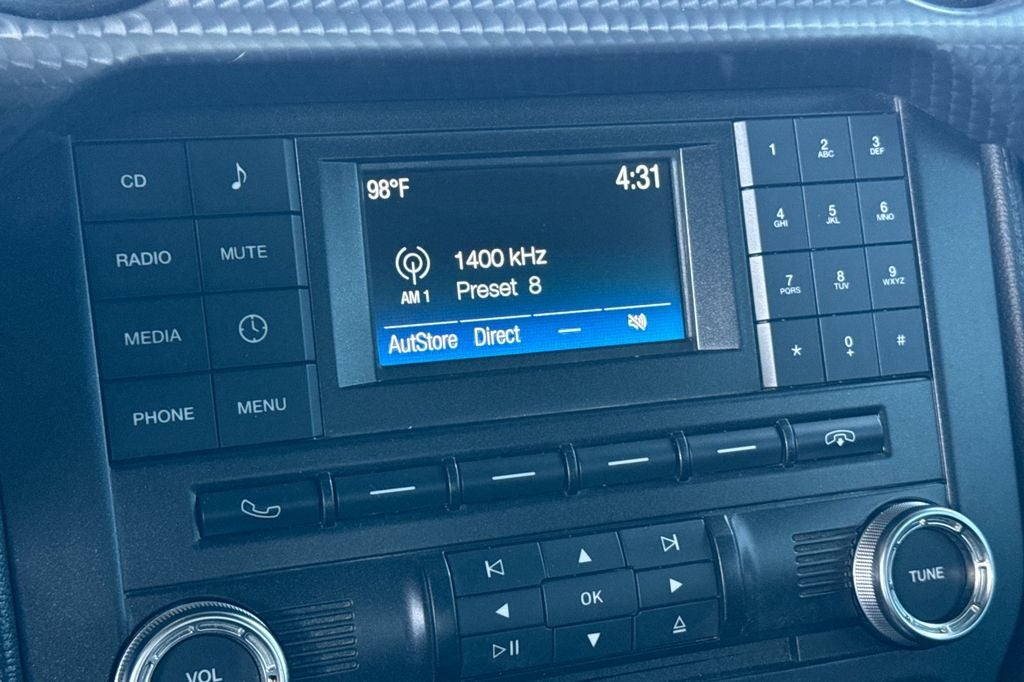 CD
RADIO
MUTE
MEDIA
PHONE
MENU
98°F
4:31
1400 kHz
AM 1
Preset 8
AutStore Direct
1
2 ABC
3 DEF
4 GHI
5 JKL
6 MNO
7 PQRS
8 TUV
9 WXYZ
*
0 +
#
OK
VOL
TUNE